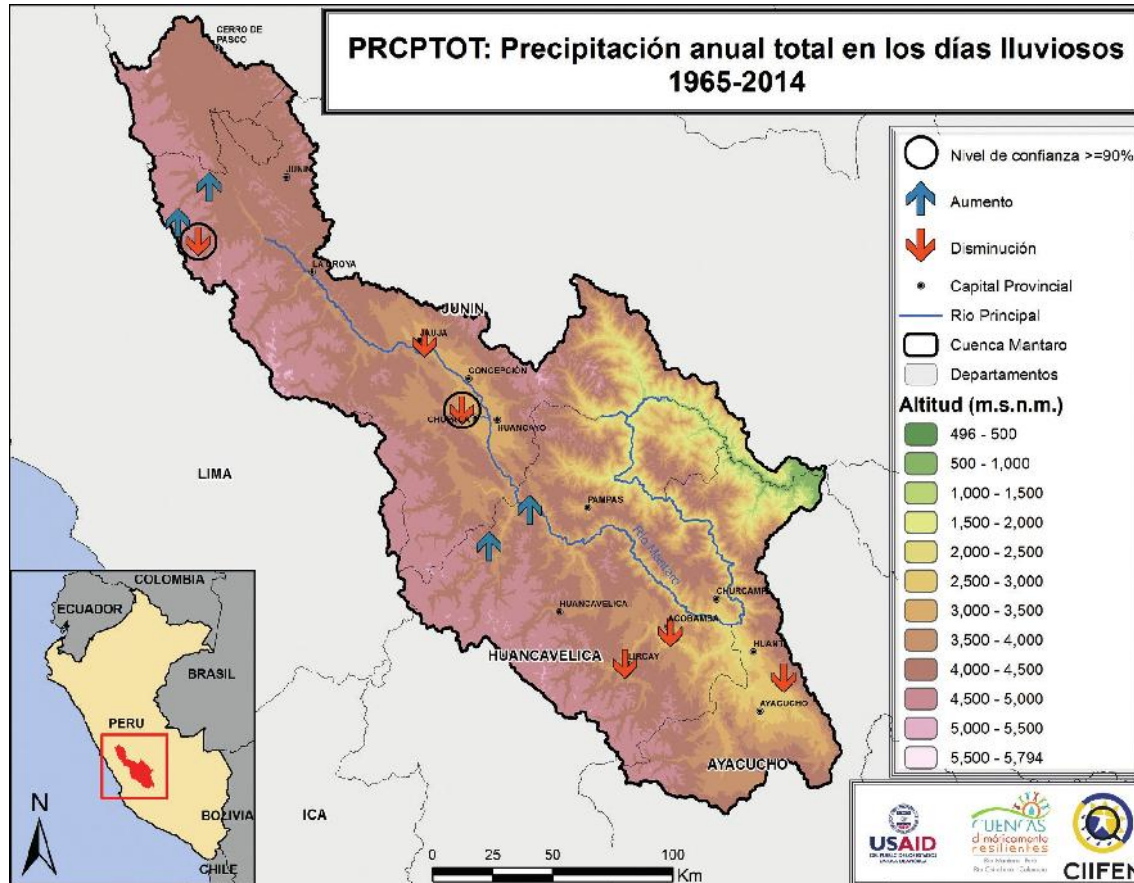 PRCPTOT: Precipitación anual total en los días lluviosos
1965-2014
CERRO DE
PASCO
JUNIN
LA OROYA
JUNIN
JAUJA
CONCEPCIÓN
HUANCAYO
LIMA
PAMPAS
Río Mantaro
HUANCAVELICA
ACOBAMBA
HUANCAVELICA
AYACUCHO
AYACUCHO
ICA
Nivel de confianza >=90%
Aumento
Disminución
Capital Provincial
Rio Principal
Cuenca Mantaro
Departamentos
Altitud (m.s.n.m.)
496 - 500
500 - 1,000
1,000 - 1,500
1,500 - 2,000
2,000 - 2,500
2,500 - 3,000
3,000 - 3,500
3,500 - 4,000
4,000 - 4,500
4,500 - 5,000
5,000 - 5,500
5,500 - 5,794
COLOMBIA
ECUADOR
BRASIL
PERU
BOLIVIA
CHILE
N
0 25 50 100
Km
USAID
CUENCAS
climáticamente
resilientes
CIIFEN